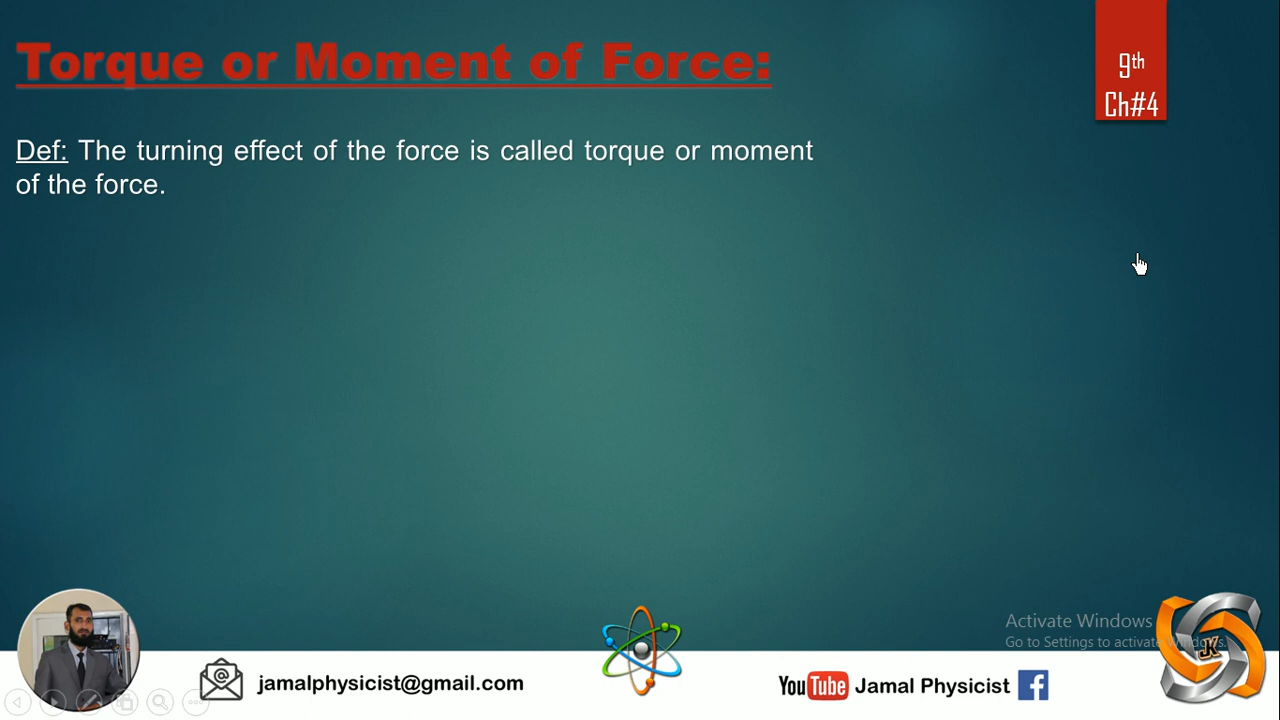 Torque or Moment of Force:
9th
Ch#4
Def: The turning effect of the force is called torque or moment
of the force.
Activate Windows
Go to Settings to activate Windows.
JK
jamalphysicist@gmail.com
YouTube Jamal Physicist